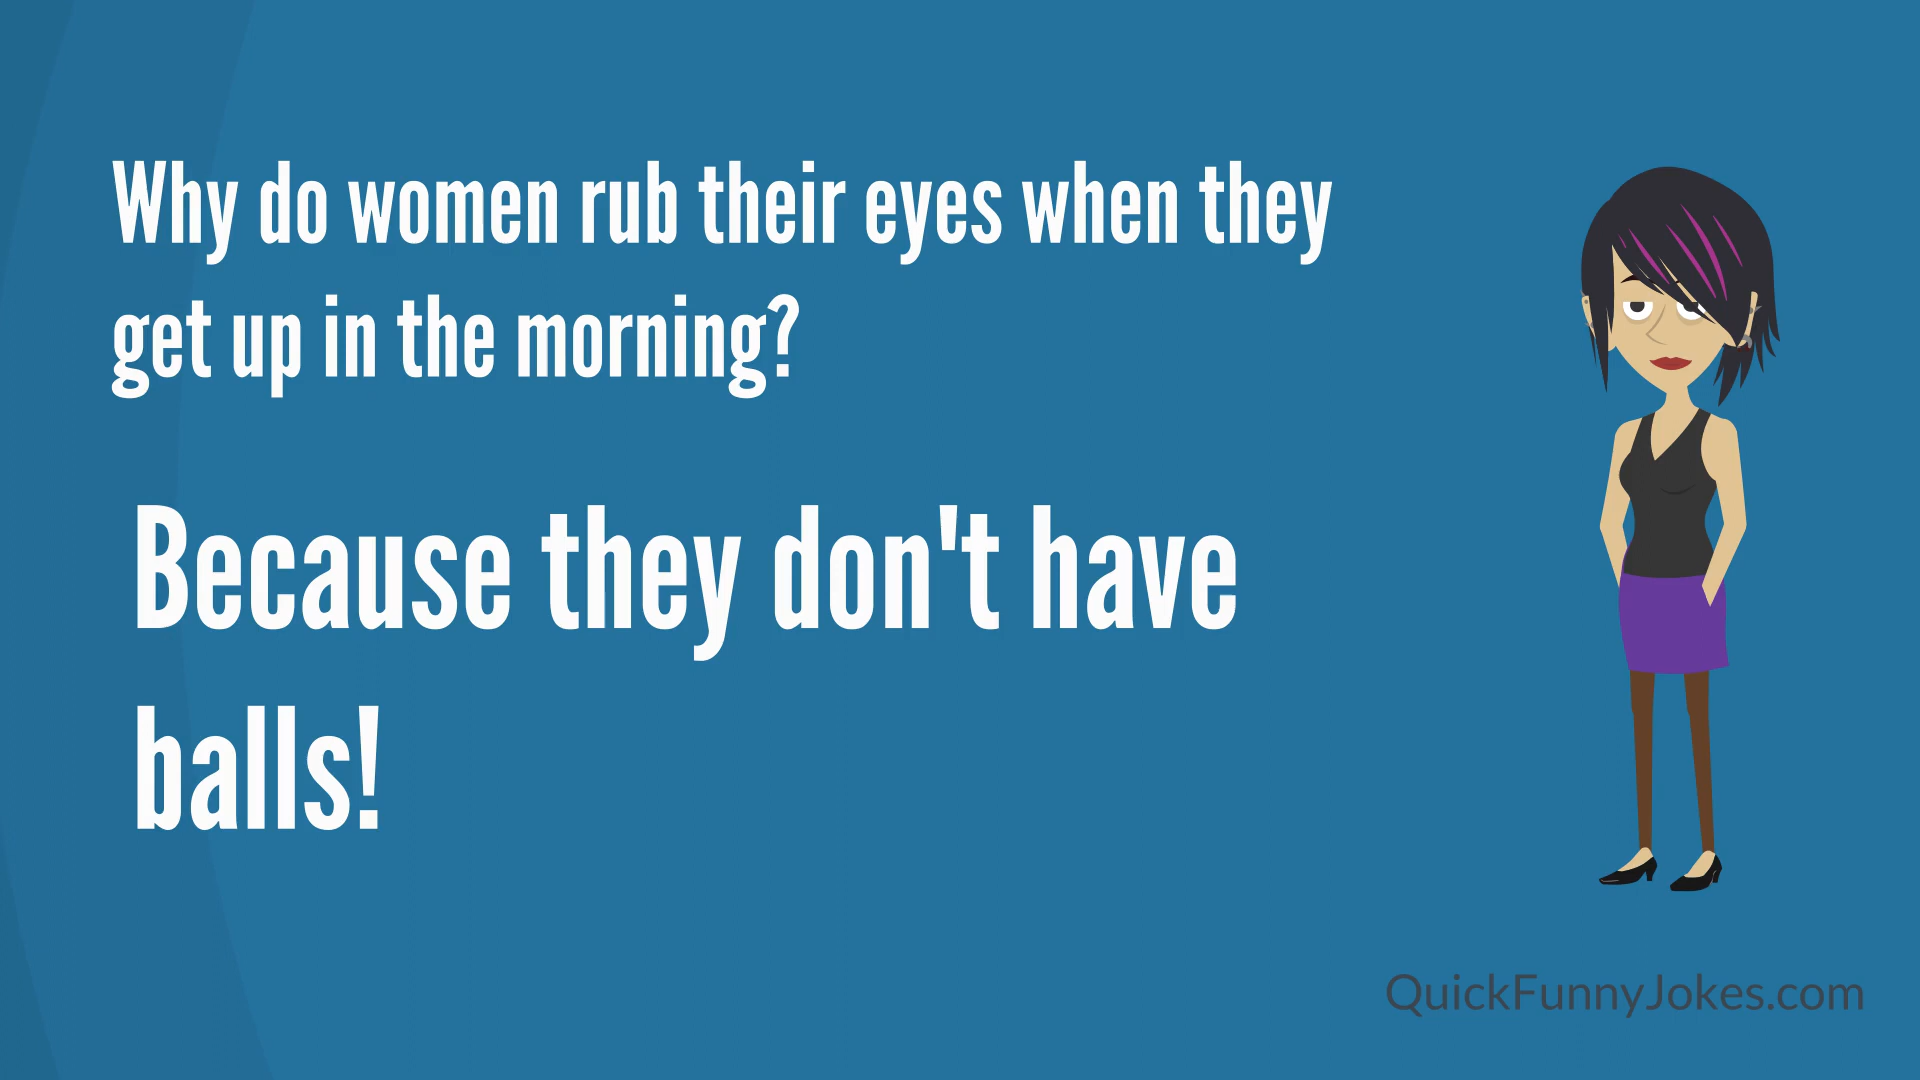 Why do women rub their eyes when they
get up in the morning?
Because they don't have
balls!
QuickFunnyJokes.com